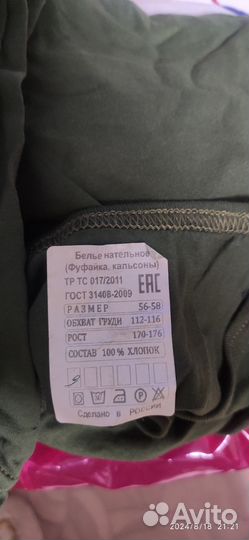 Белье нательное
(Фуфайка, кальсоны)
ТР ТС 017/2011
ГОСТ 31408-2009
EAC
РАЗМЕР 56-58
ОБХВАТ ГРУДИ 112-116
РОСТ 170-176
СОСТАВ 100 % ХЛОПОК
Сделано в РОССИИ
Avito
2024/8/18 21:21